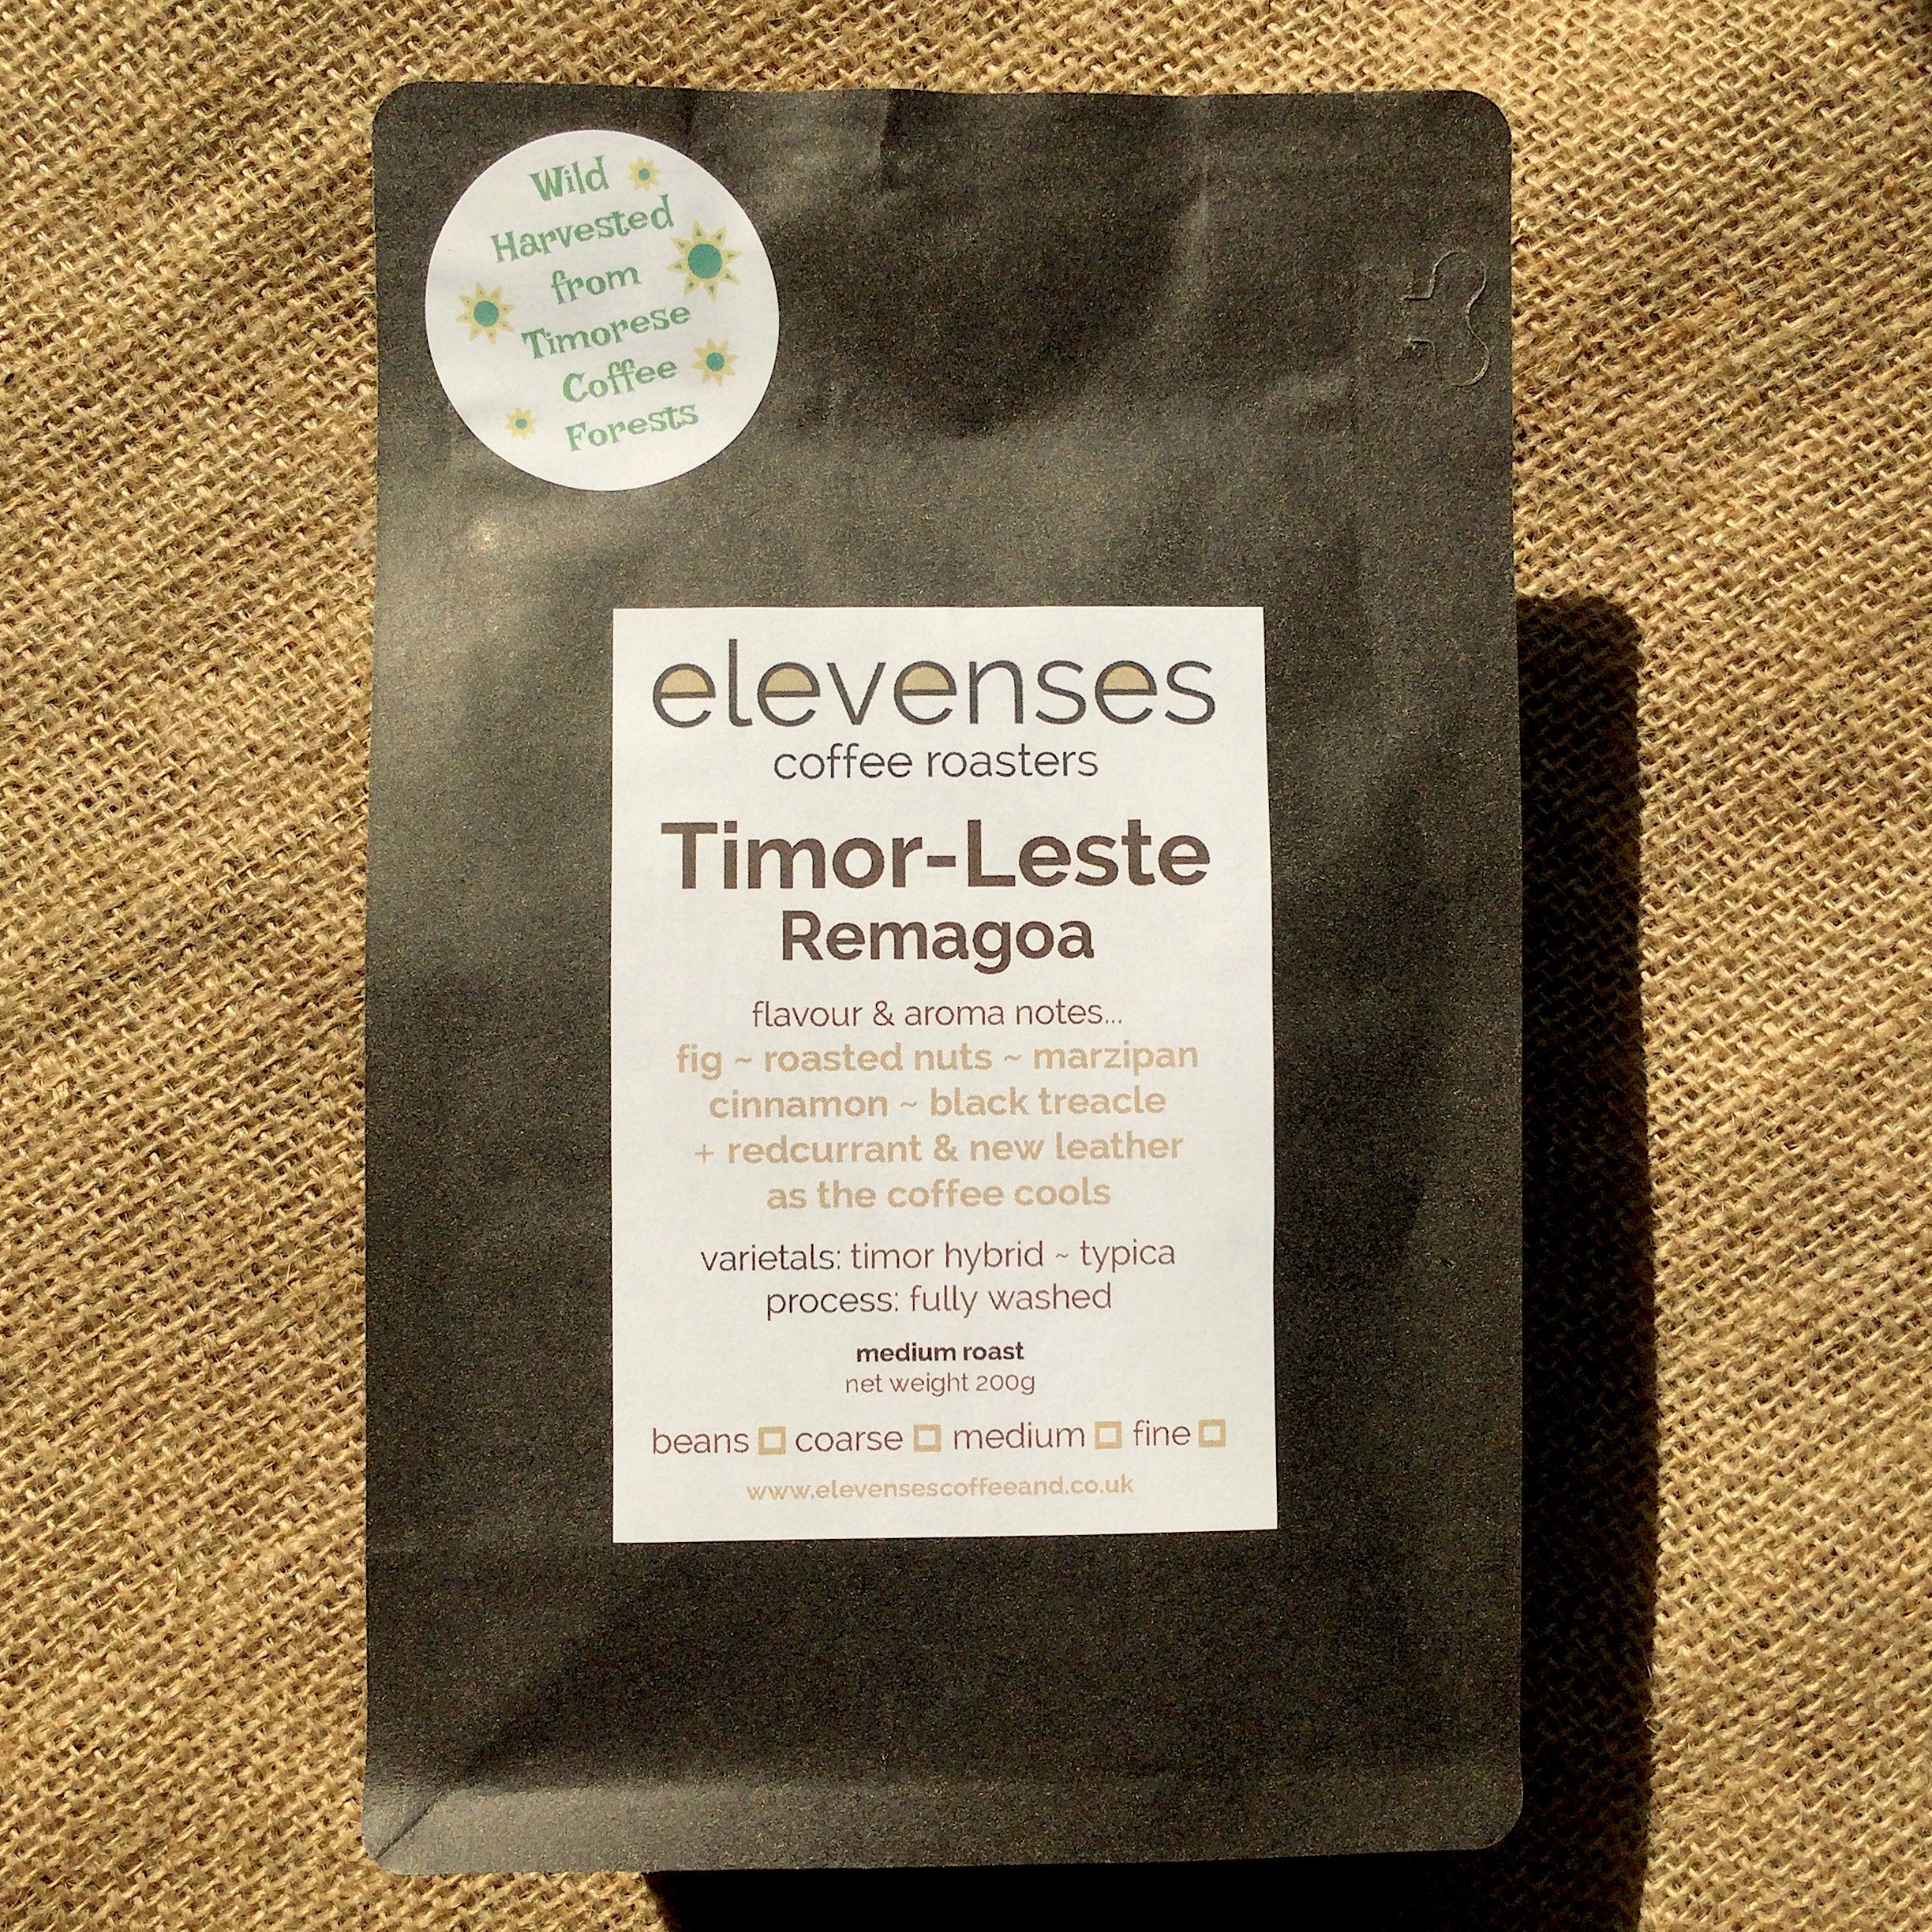 Wild
Harvested
from
Timorese
Coffee
Forests
elevenses
coffee roasters
Timor-Leste
Remagoa
flavour & aroma notes...
fig ~ roasted nuts ~ marzipan
cinnamon ~ black treacle
+ redcurrant & new leather
as the coffee cools
varietals: timor hybrid ~ typica
process: fully washed
medium roast
net weight 200g
beans □ coarse □ medium □ fine □
www.elevensescoffeeand.co.uk